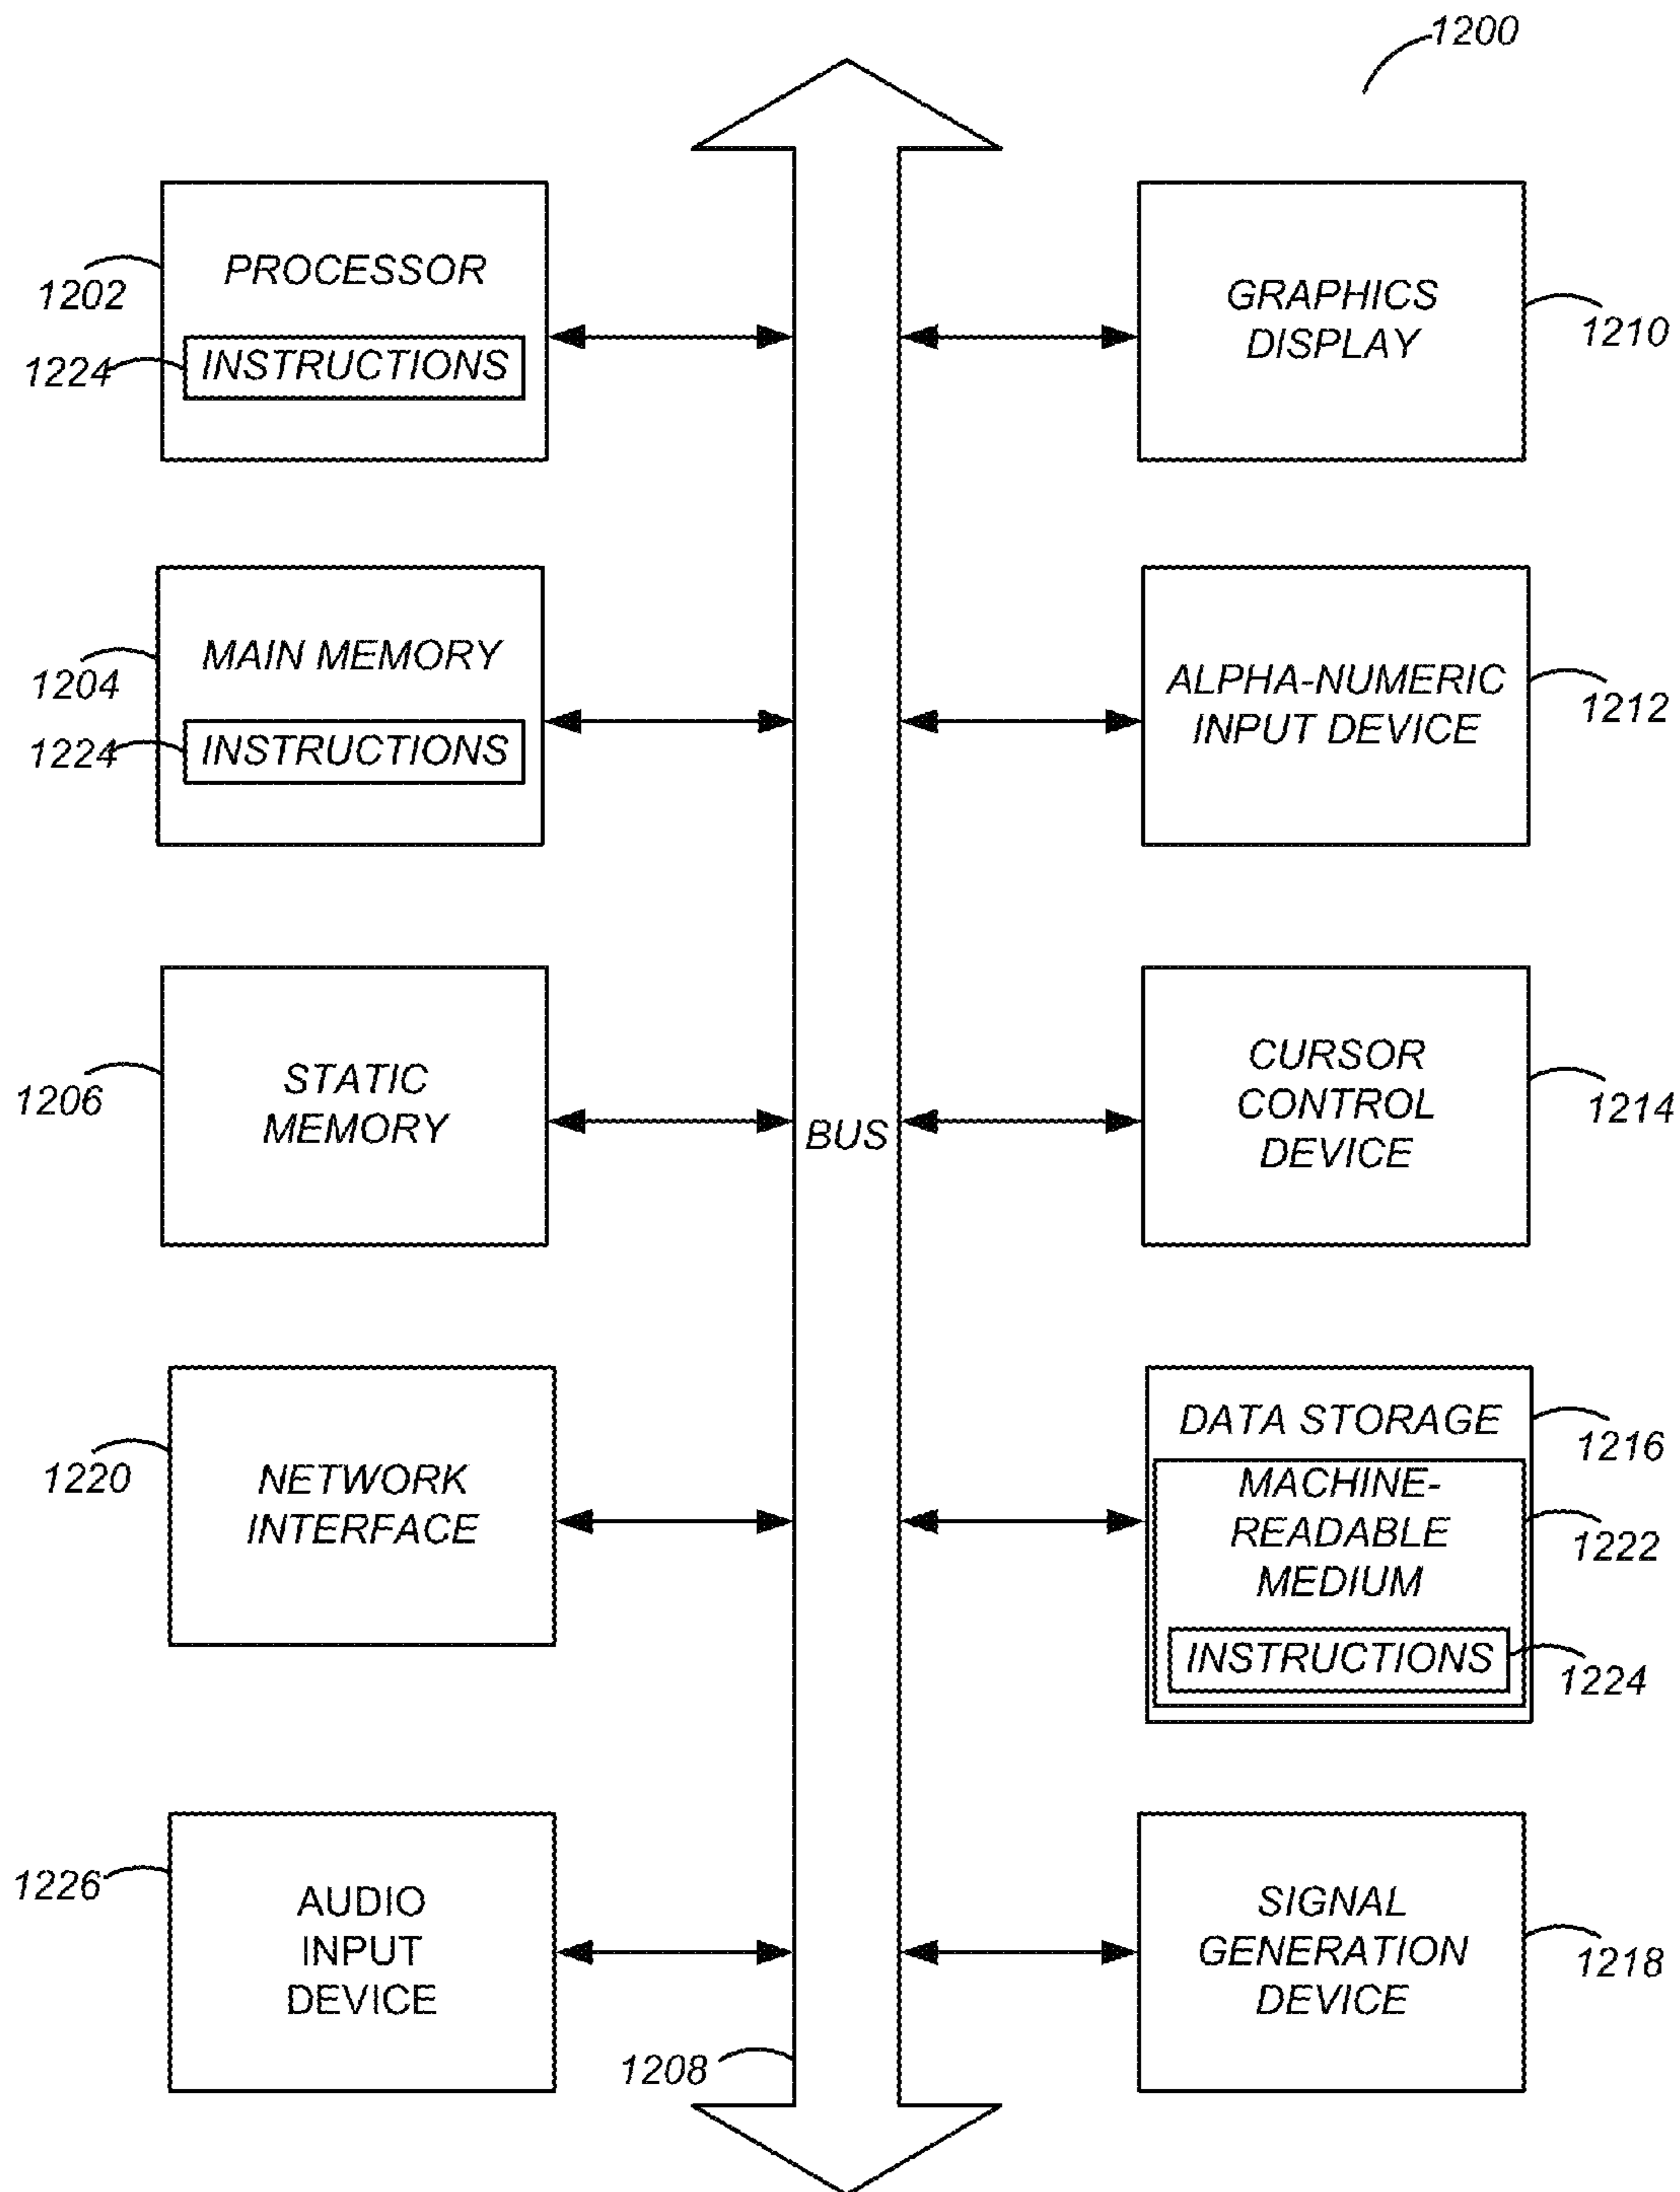 1200
PROCESSOR
1202
INSTRUCTIONS
1224
GRAPHICS
DISPLAY
1210
MAIN MEMORY
1204
INSTRUCTIONS
1224
ALPHA-NUMERIC
INPUT DEVICE
1212
STATIC
MEMORY
1206
BUS
CURSOR
CONTROL
DEVICE
1214
NETWORK
INTERFACE
1220
DATA STORAGE
1216
MACHINE-
READABLE
MEDIUM
1222
INSTRUCTIONS
1224
AUDIO
INPUT
DEVICE
1226
1208
SIGNAL
GENERATION
DEVICE
1218